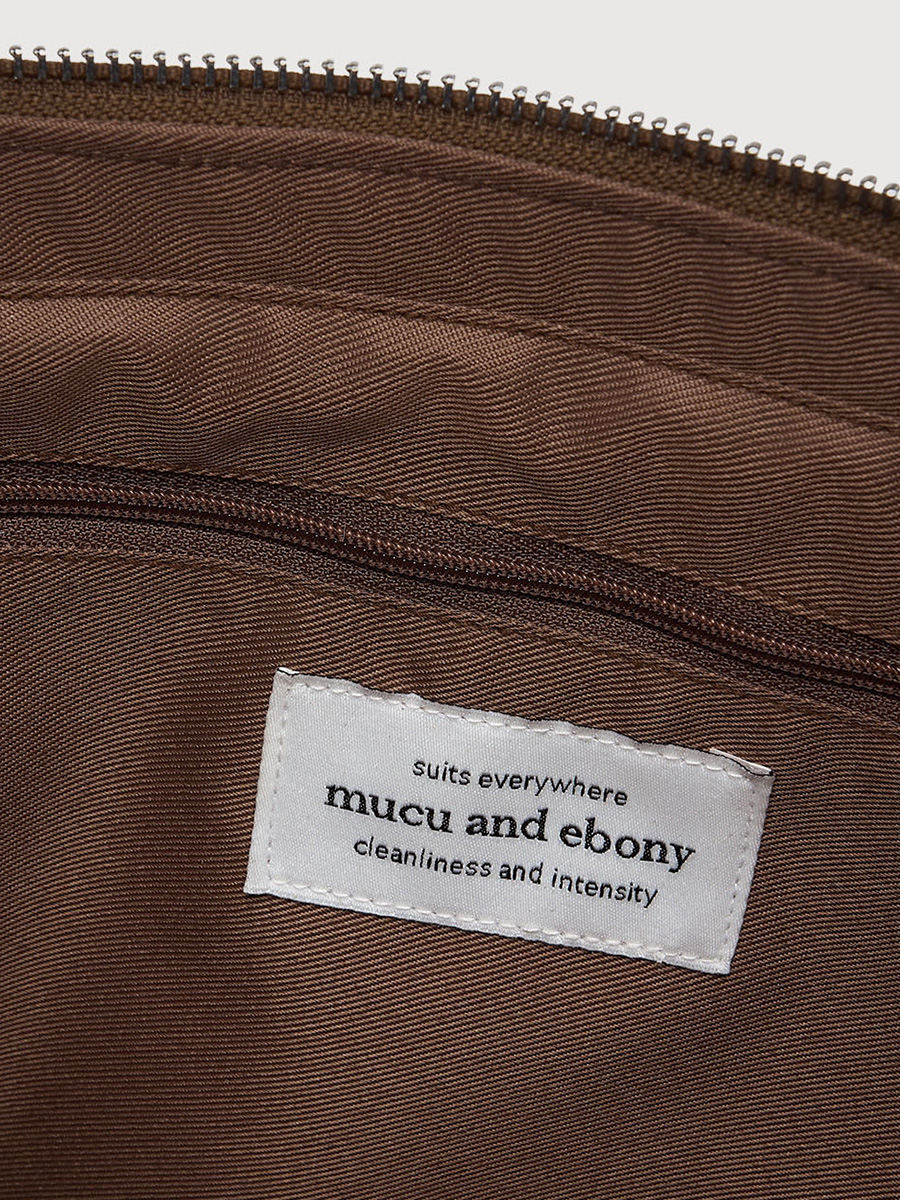 suits everywhere
mucu and ebony
cleanliness and intensity